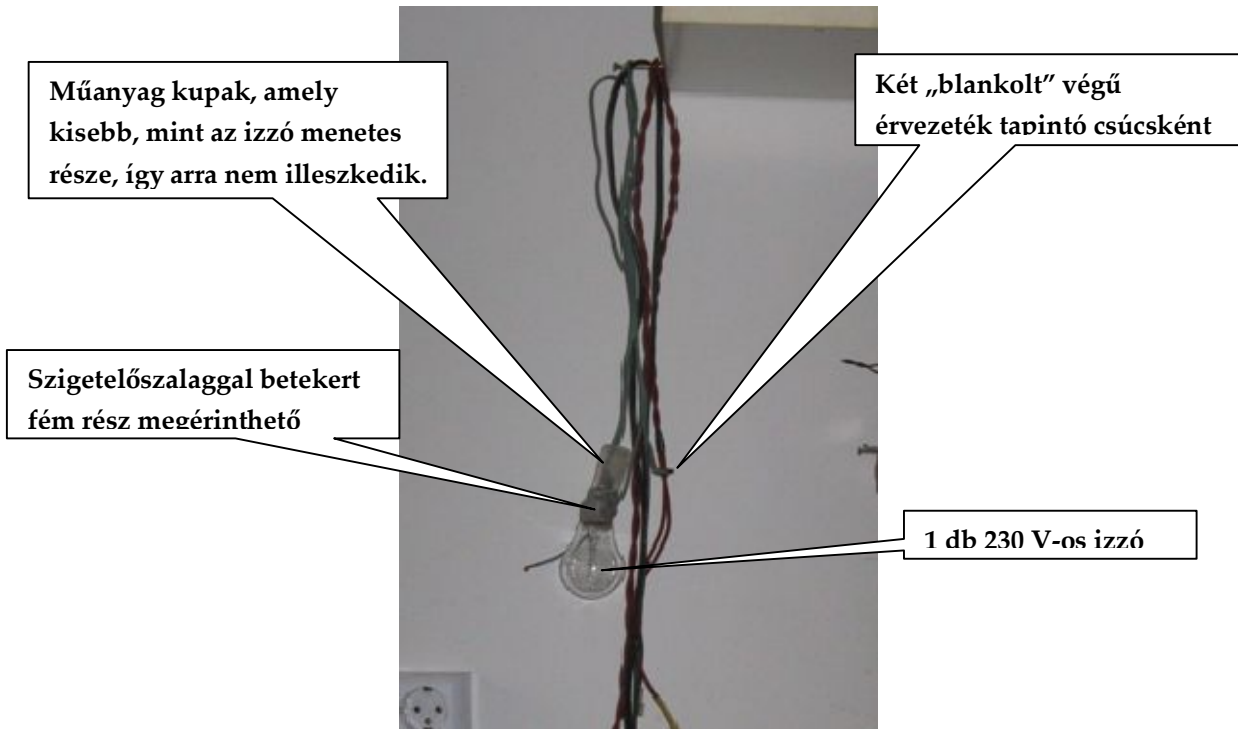 Műanyag kupak, amely
kisebb, mint az izzó menetes
része, így arra nem illeszkedik.
Két „blankolt” végű
érvezeték tapintó csúcsként
Szigetelőszalaggal betekert
fém rész megérinthető
1 db 230 V-os izzó